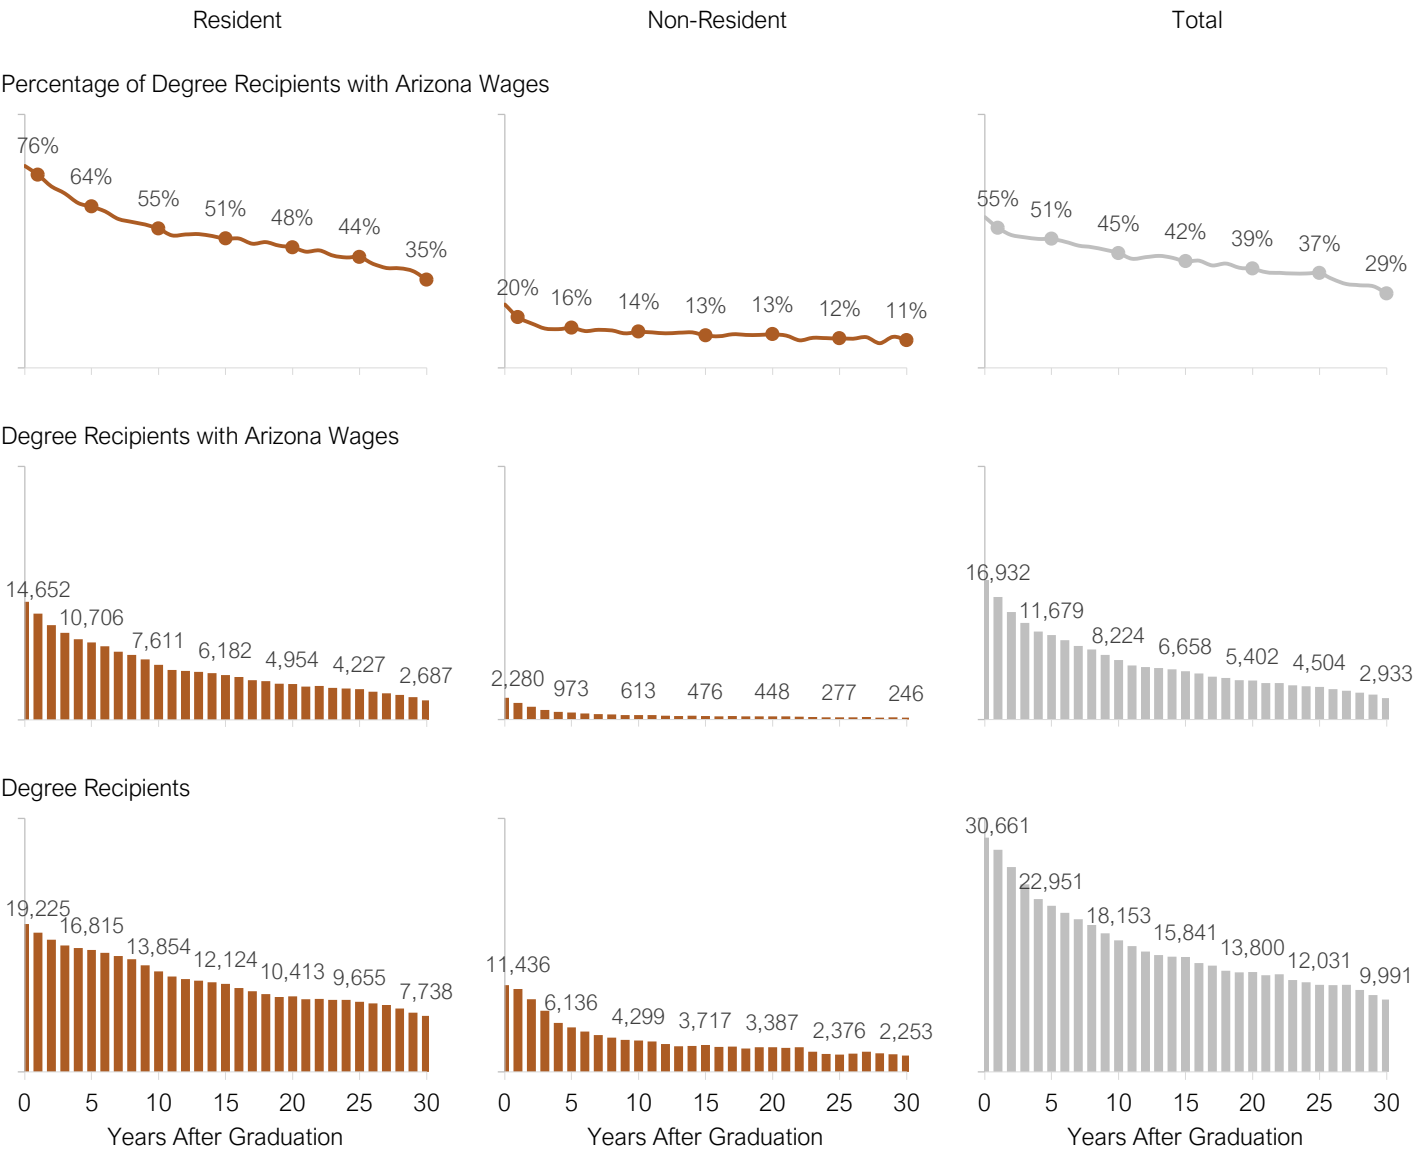 Resident Non-Resident Total
Percentage of Degree Recipients with Arizona Wages
76% 64% 55% 51% 48% 44% 35%
20% 16% 14% 13% 13% 12% 11%
55% 51% 45% 42% 39% 37% 29%
Degree Recipients with Arizona Wages
14,652 10,706 7,611 6,182 4,954 4,227 2,687
2,280 973 613 476 448 277 246
16,932 11,679 8,224 6,658 5,402 4,504 2,933
Degree Recipients
19,225 16,815 13,854 12,124 10,413 9,655 7,738
11,436 6,136 4,299 3,717 3,387 2,376 2,253
30,661 22,951 18,153 15,841 13,800 12,031 9,991
0 5 10 15 20 25 30 0 5 10 15 20 25 30 0 5 10 15 20 25 30
Years After Graduation Years After Graduation Years After Graduation